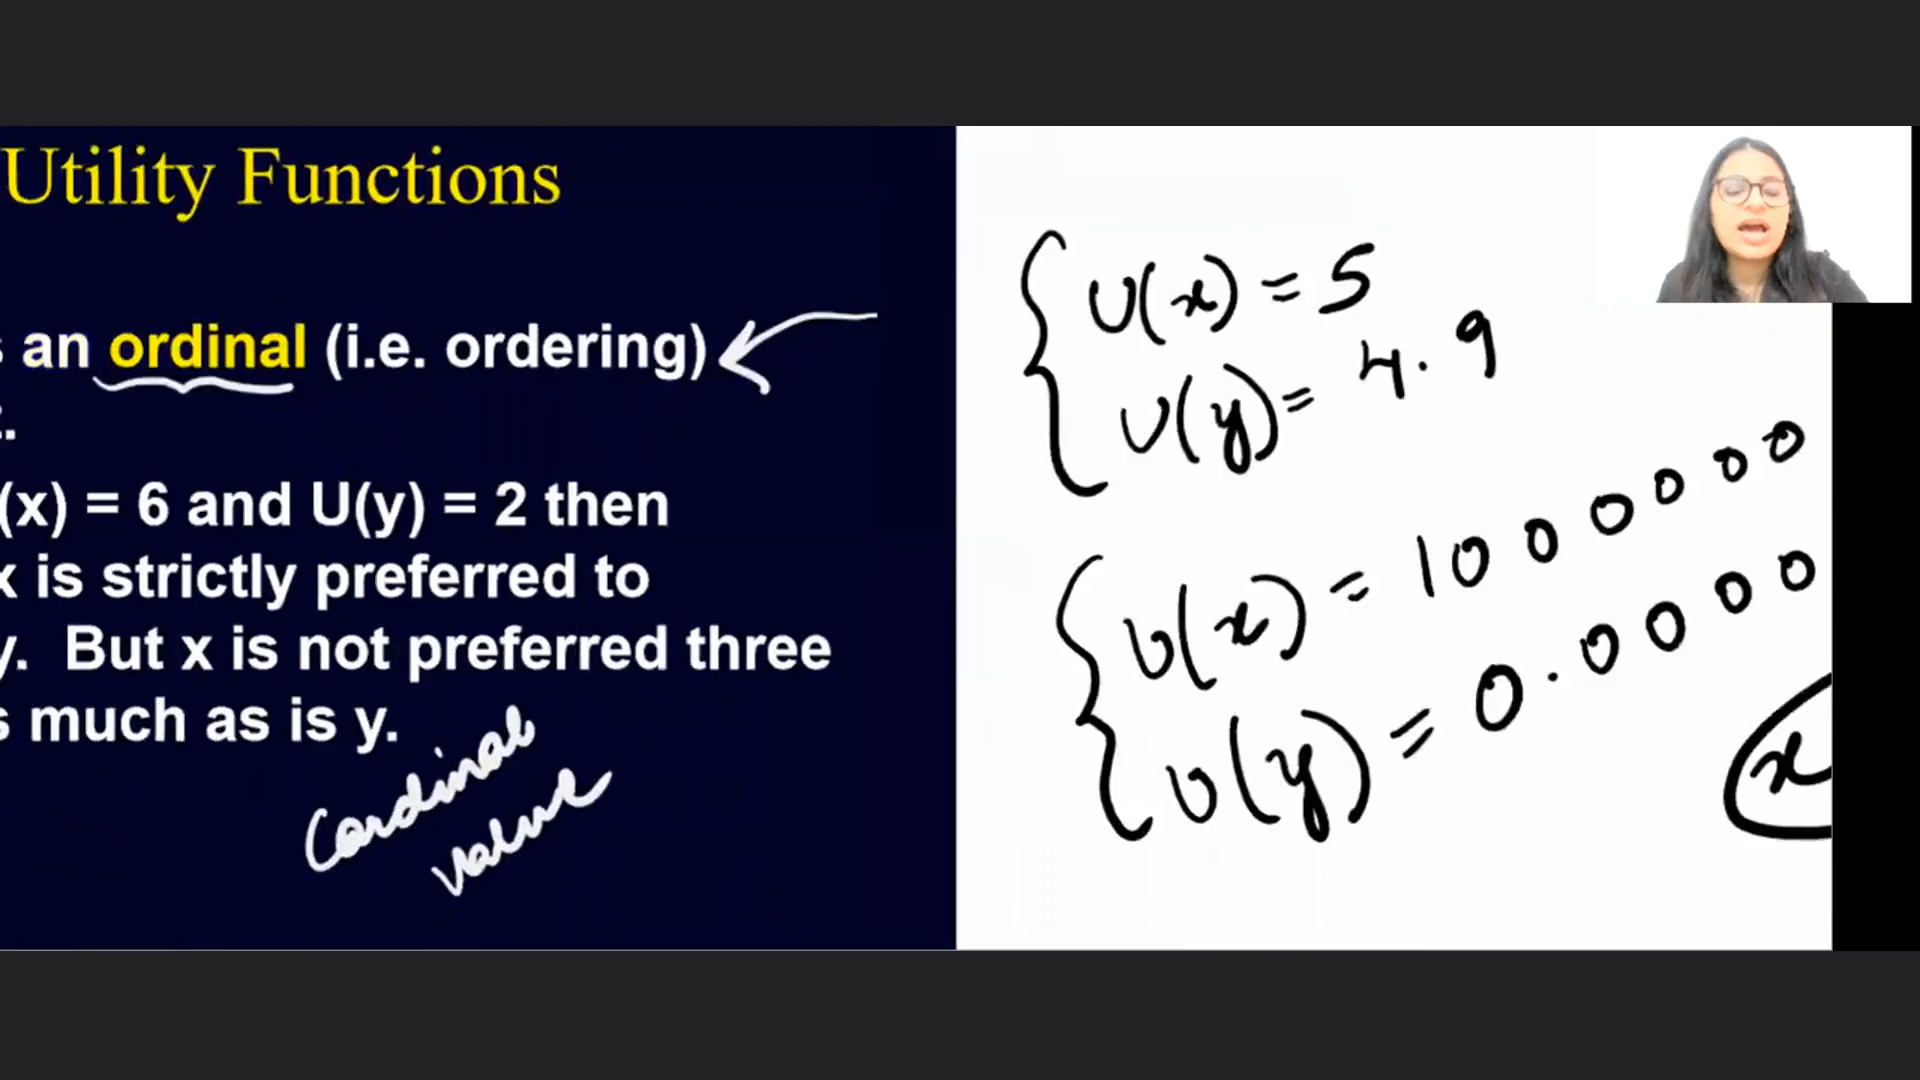 Utility Functions
an ordinal (i.e. ordering)
(x) = 6 and U(y) = 2 then
x is strictly preferred to
y. But x is not preferred three
s much as is y.
Cardinal
value
U(x) = 5
U(y) = 4.9
U(x) = 10000000
U(y) = 0.0000
x